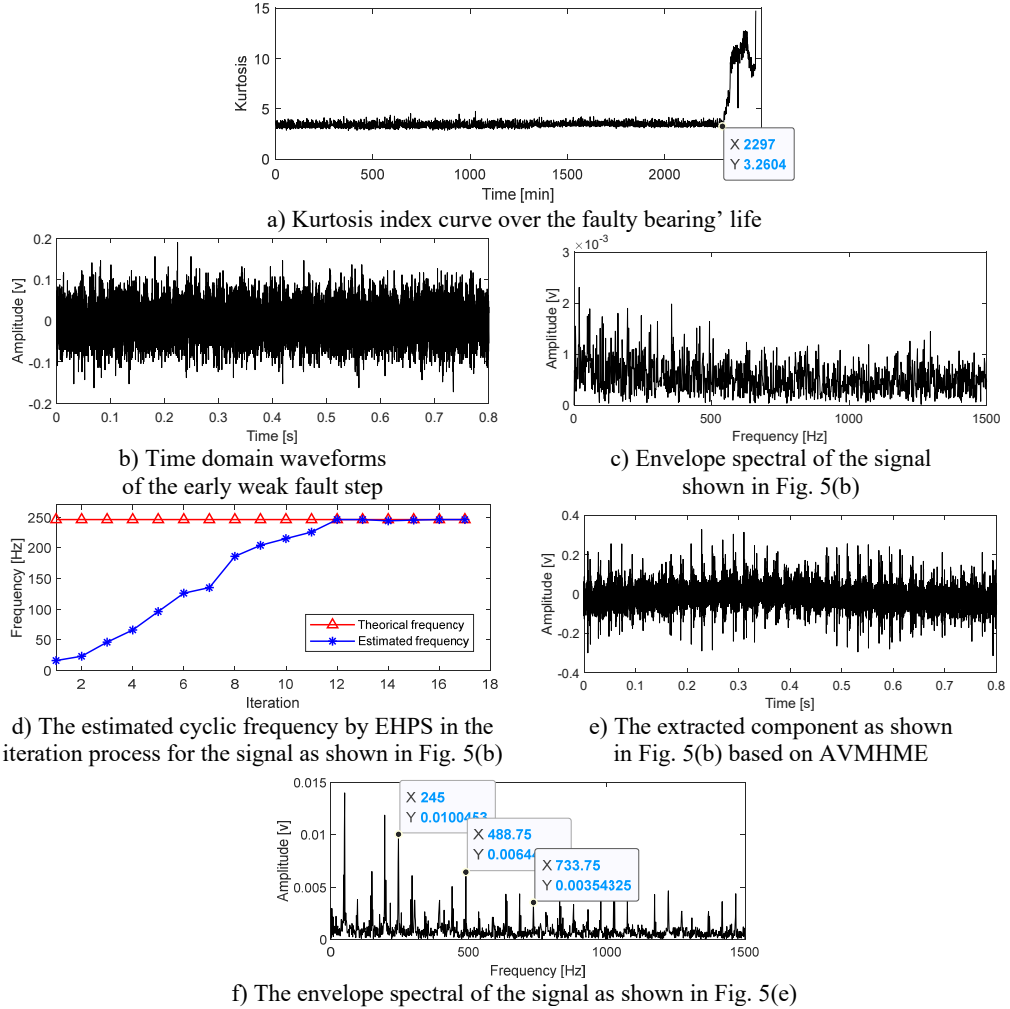 15
10
5
0
Kurtosis
X 2297
Y 3.2604
0 500 1000 1500 2000
Time [min]
a) Kurtosis index curve over the faulty bearing’ life
0.2
0.1
0
-0.1
-0.2
Amplitude [v]
0 0.1 0.2 0.3 0.4 0.5 0.6 0.7 0.8
Time [s]
b) Time domain waveforms
of the early weak fault step
×10⁻³
3
2
1
0
Amplitude [v]
0 500 1000 1500
Frequency [Hz]
c) Envelope spectral of the signal
shown in Fig. 5(b)
250
200
150
100
50
0
Frequency [Hz]
Theorical frequency
Estimated frequency
2 4 6 8 10 12 14 16 18
Iteration
d) The estimated cyclic frequency by EHPS in the
iteration process for the signal as shown in Fig. 5(b)
0.4
0.2
0
-0.2
-0.4
Amplitude [v]
0 0.1 0.2 0.3 0.4 0.5 0.6 0.7 0.8
Time [s]
e) The extracted component as shown
in Fig. 5(b) based on AVMHME
0.015
0.01
0.005
0
Amplitude [v]
X 245
Y 0.0100453
X 488.75
Y 0.0064
X 733.75
Y 0.00354325
0 500 1000 1500
Frequency [Hz]
f) The envelope spectral of the signal as shown in Fig. 5(e)